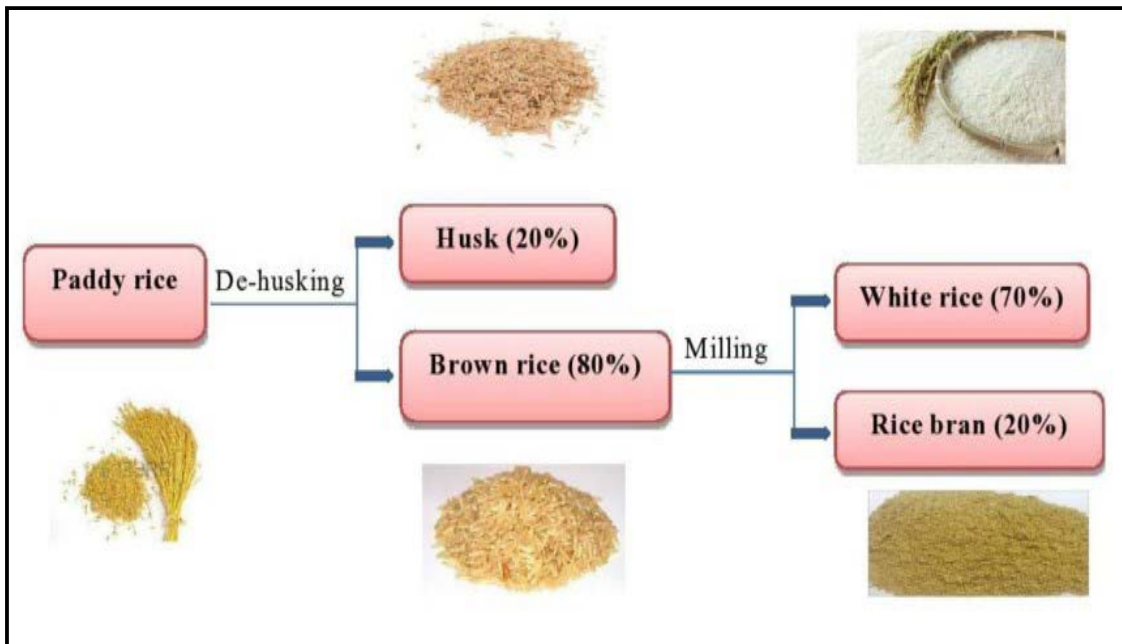 Paddy rice
De-husking
Husk (20%)
Brown rice (80%)
Milling
White rice (70%)
Rice bran (20%)